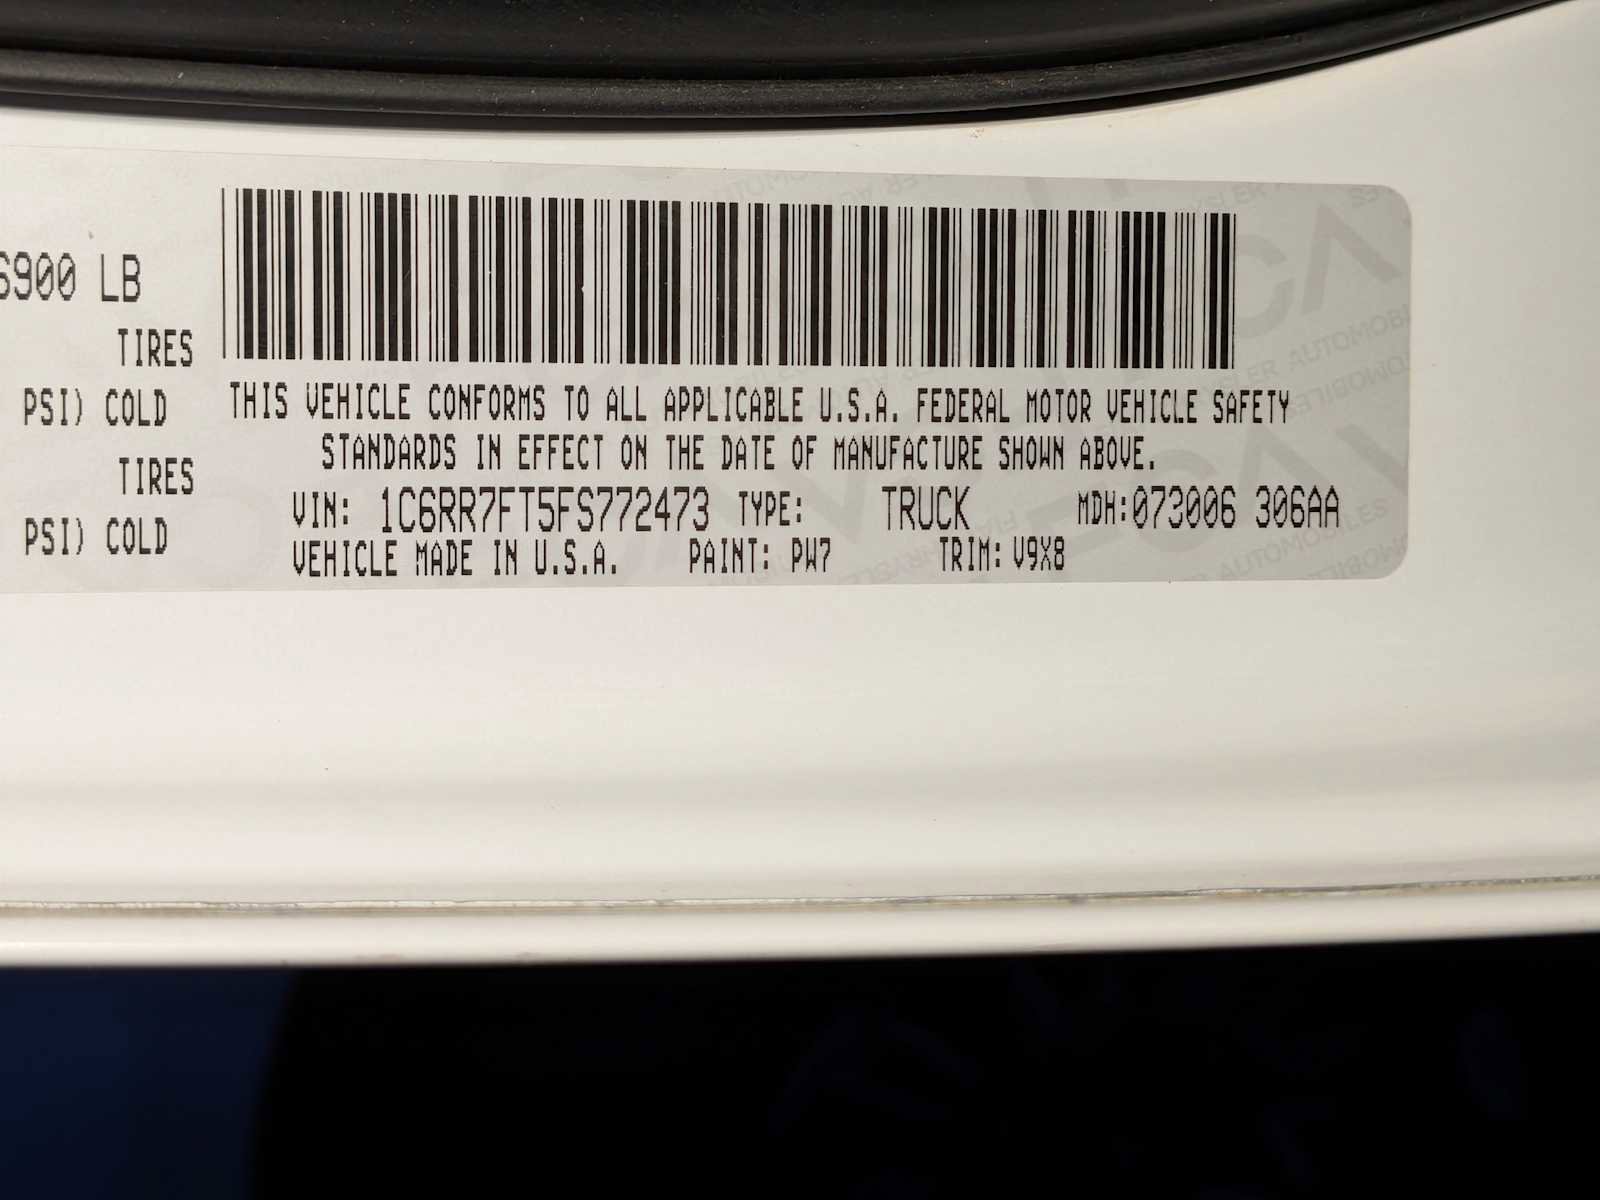 6900 LB
TIRES
PSI) COLD
TIRES
PSI) COLD
THIS VEHICLE CONFORMS TO ALL APPLICABLE U.S.A. FEDERAL MOTOR VEHICLE SAFETY
STANDARDS IN EFFECT ON THE DATE OF MANUFACTURE SHOWN ABOVE.
VIN: 1C6RR7FT5FS772473 TYPE: TRUCK MDH:073006 306AA
VEHICLE MADE IN U.S.A. PAINT: PW7 TRIM: V9X8